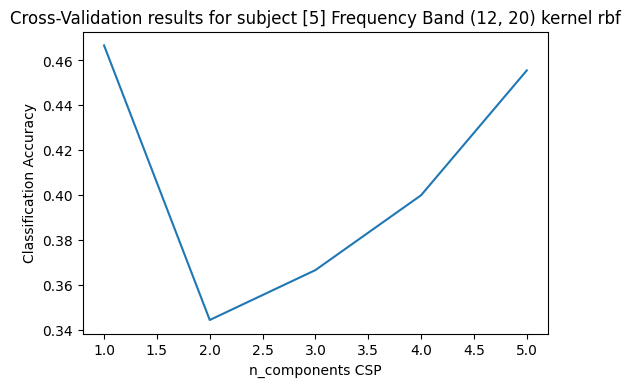 Cross-Validation results for subject [5] Frequency Band (12, 20) kernel rbf
0.46
0.44
0.42
0.40
0.38
0.36
0.34
Classification Accuracy
1.0 1.5 2.0 2.5 3.0 3.5 4.0 4.5 5.0
n_components CSP